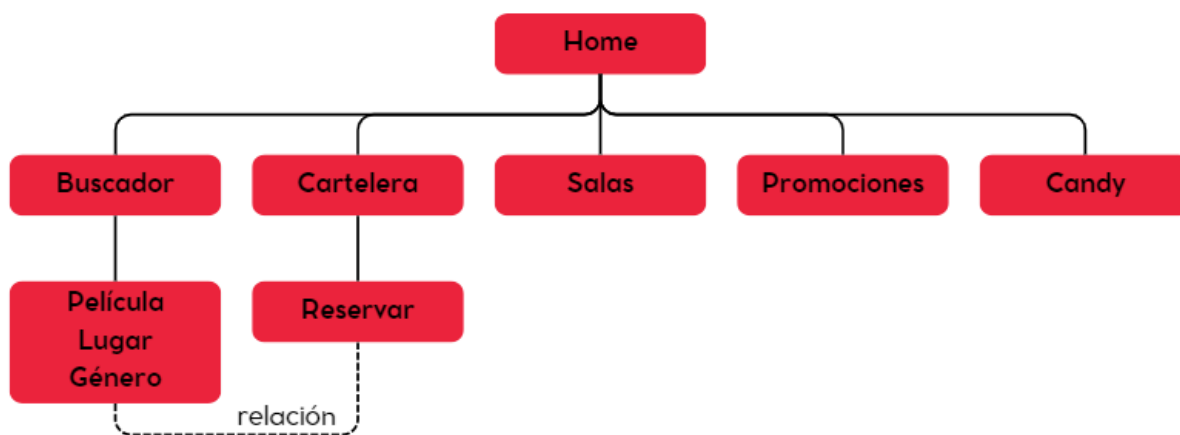 Home
Buscador
Cartelera
Salas
Promociones
Candy
Película
Lugar
Género
Reservar
relación